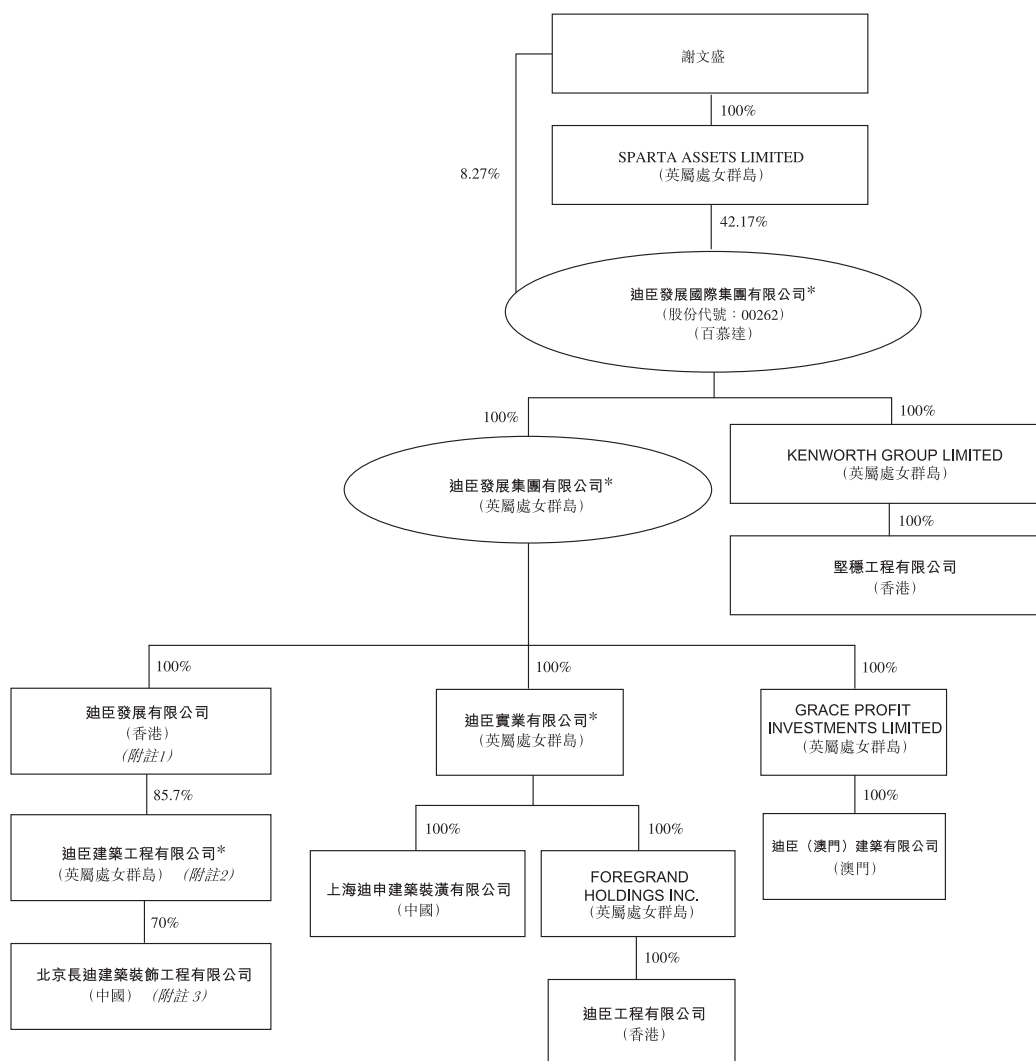 謝文盛
100%
SPARTA ASSETS LIMITED
（英屬處女群島）
8.27%
42.17%
迪臣發展國際集團有限公司*
（股份代號：00262）
（百慕達）
100%
100%
迪臣發展集團有限公司*
（英屬處女群島）
KENWORTH GROUP LIMITED
（英屬處女群島）
100%
堅穩工程有限公司
（香港）
100%
100%
100%
迪臣發展有限公司
（香港）
（附註1）
迪臣實業有限公司*
（英屬處女群島）
GRACE PROFIT
INVESTMENTS LIMITED
（英屬處女群島）
85.7%
100%
100%
100%
迪臣建築工程有限公司*
（英屬處女群島）（附註2）
上海迪申建築裝潢有限公司
（中國）
FOREGRAND
HOLDINGS INC.
（英屬處女群島）
迪臣（澳門）建築有限公司
（澳門）
70%
100%
北京長迪建築裝飾工程有限公司
（中國）（附註 3）
迪臣工程有限公司
（香港）